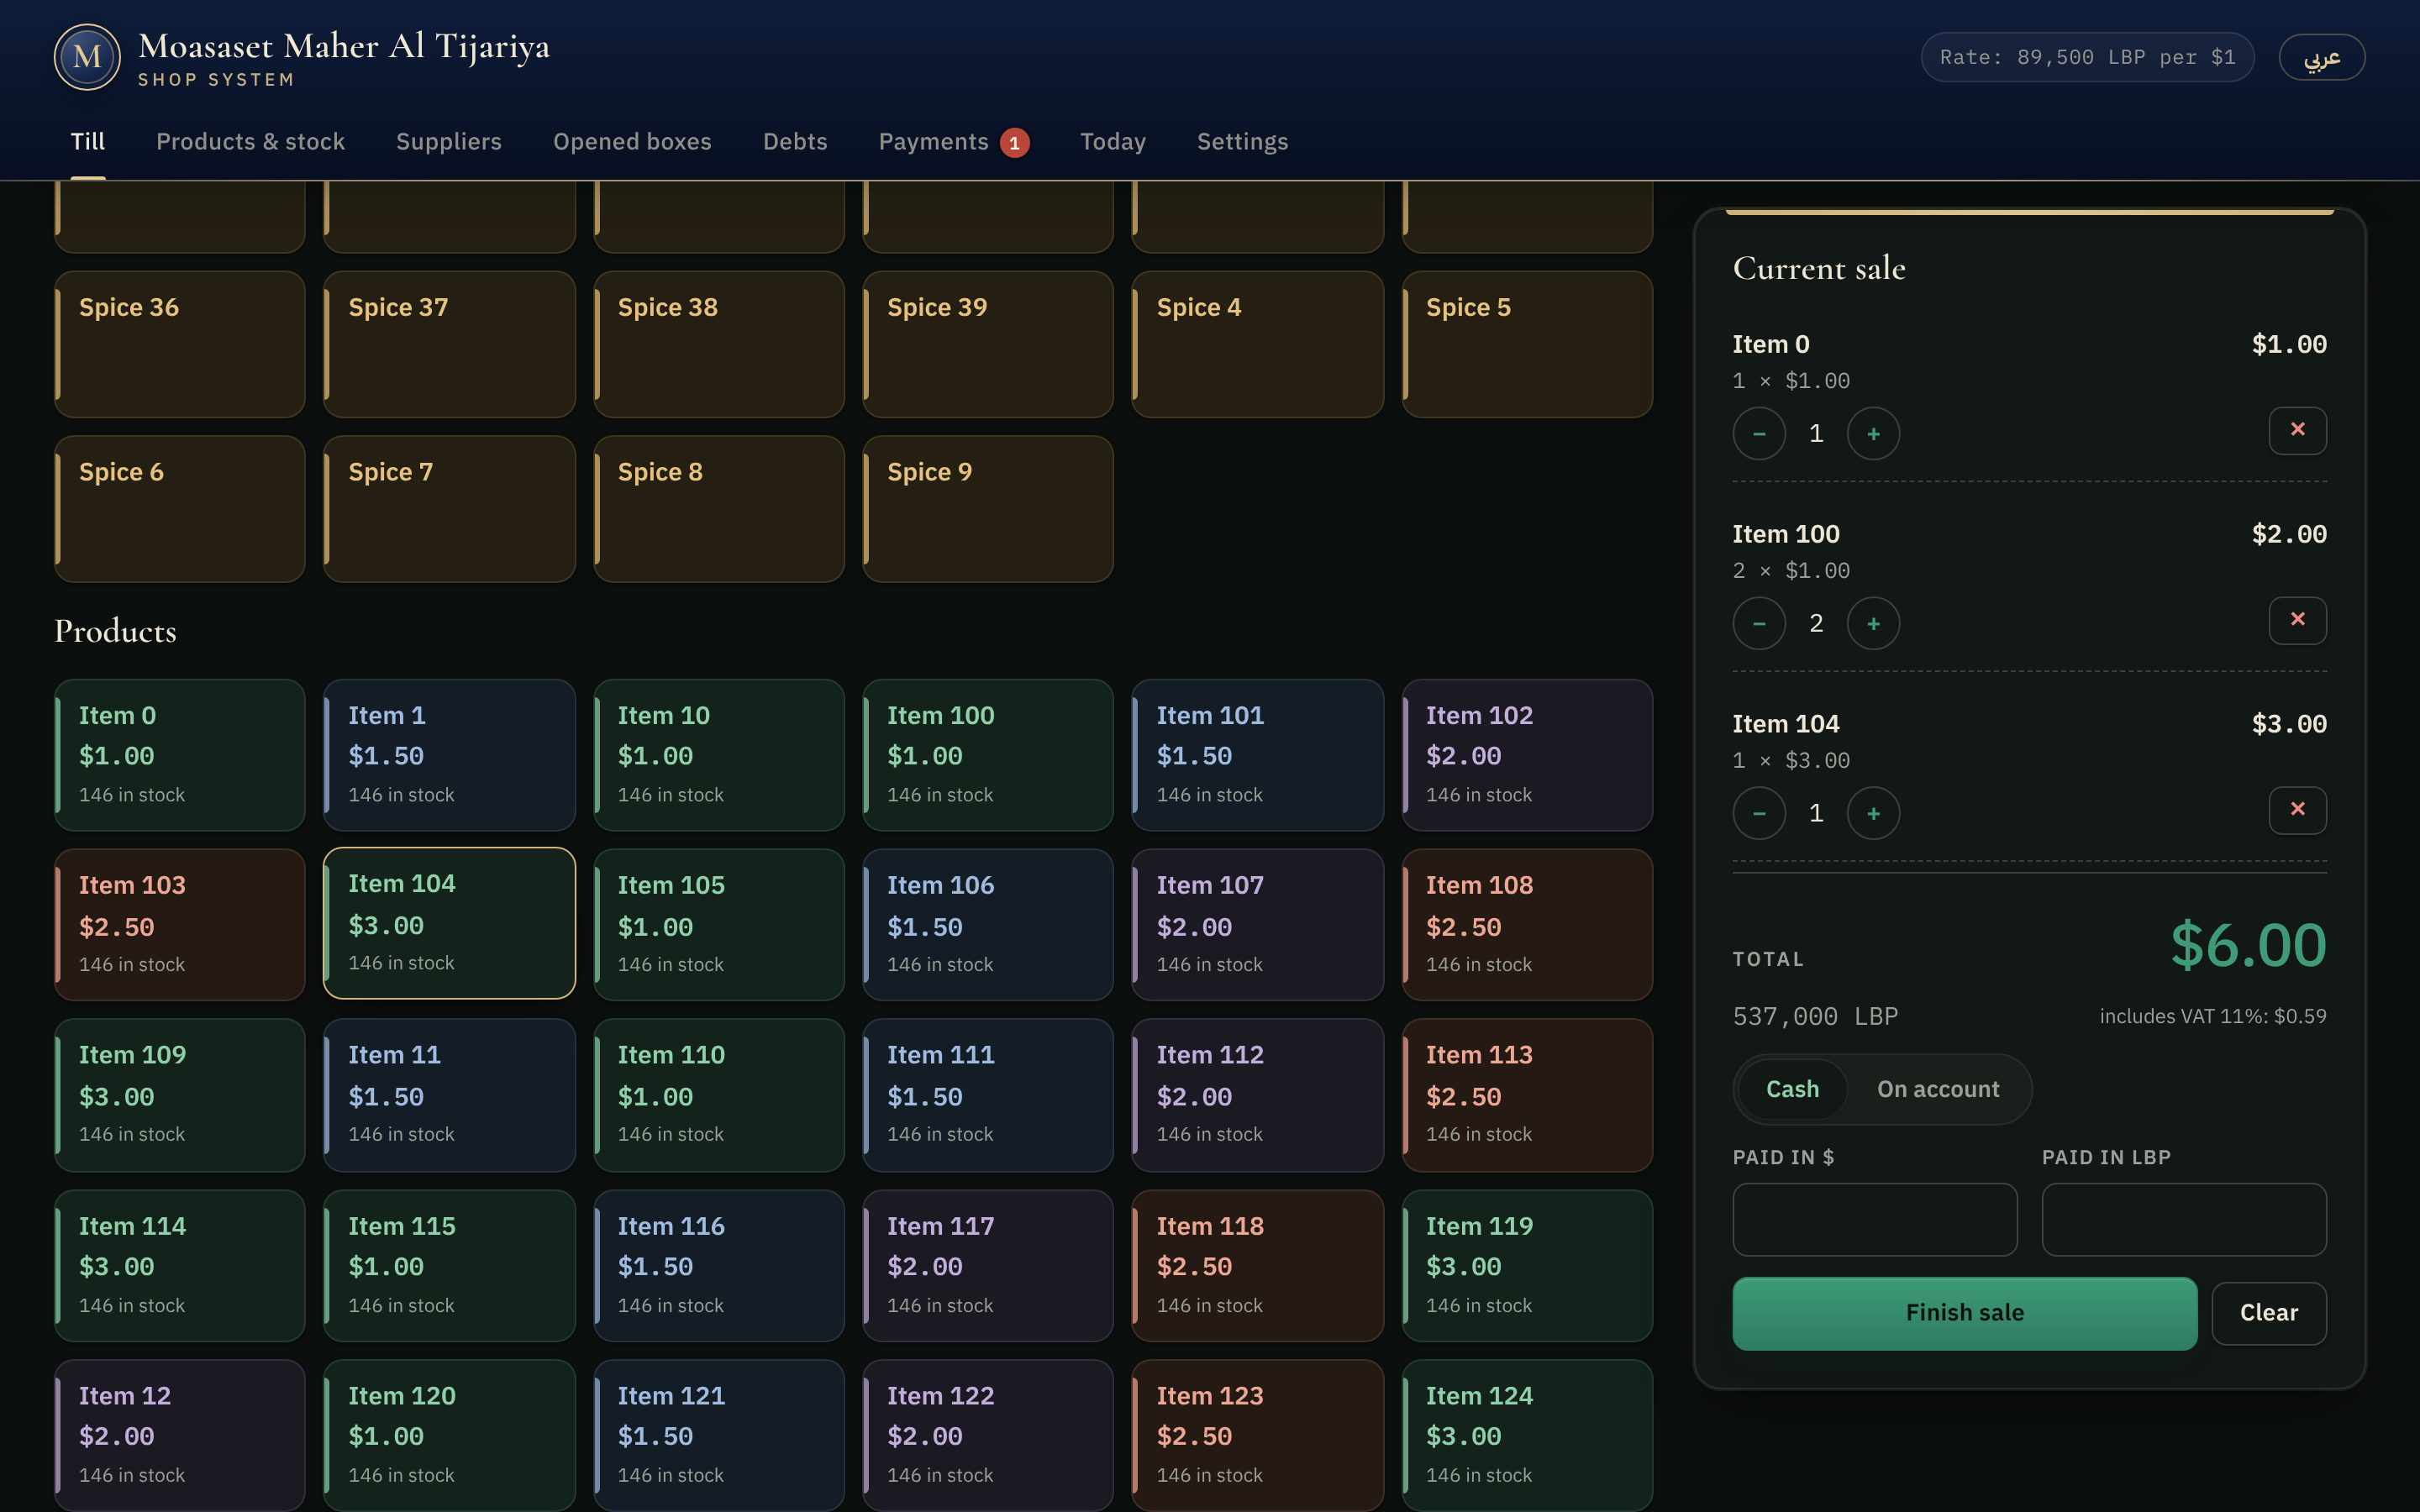 M
Moasaset Maher Al Tijariya
SHOP SYSTEM
Rate: 89,500 LBP per $1
عربي
Till Products & stock Suppliers Opened boxes Debts Payments 1 Today Settings
Spice 36 Spice 37 Spice 38 Spice 39 Spice 4 Spice 5
Spice 6 Spice 7 Spice 8 Spice 9
Products
Item 0 Item 1 Item 10 Item 100 Item 101 Item 102
$1.00 $1.50 $1.00 $1.00 $1.50 $2.00
146 in stock 146 in stock 146 in stock 146 in stock 146 in stock 146 in stock
Item 103 Item 104 Item 105 Item 106 Item 107 Item 108
$2.50 $3.00 $1.00 $1.50 $2.00 $2.50
146 in stock 146 in stock 146 in stock 146 in stock 146 in stock 146 in stock
Item 109 Item 11 Item 110 Item 111 Item 112 Item 113
$3.00 $1.50 $1.00 $1.50 $2.00 $2.50
146 in stock 146 in stock 146 in stock 146 in stock 146 in stock 146 in stock
Item 114 Item 115 Item 116 Item 117 Item 118 Item 119
$3.00 $1.00 $1.50 $2.00 $2.50 $3.00
146 in stock 146 in stock 146 in stock 146 in stock 146 in stock 146 in stock
Item 12 Item 120 Item 121 Item 122 Item 123 Item 124
$2.00 $1.00 $1.50 $2.00 $2.50 $3.00
146 in stock 146 in stock 146 in stock 146 in stock 146 in stock 146 in stock
Current sale
Item 0 $1.00
1 × $1.00
− 1 + ×
Item 100 $2.00
2 × $1.00
− 2 + ×
Item 104 $3.00
1 × $3.00
− 1 + ×
TOTAL $6.00
537,000 LBP includes VAT 11%: $0.59
Cash On account
PAID IN $ PAID IN LBP
Finish sale Clear